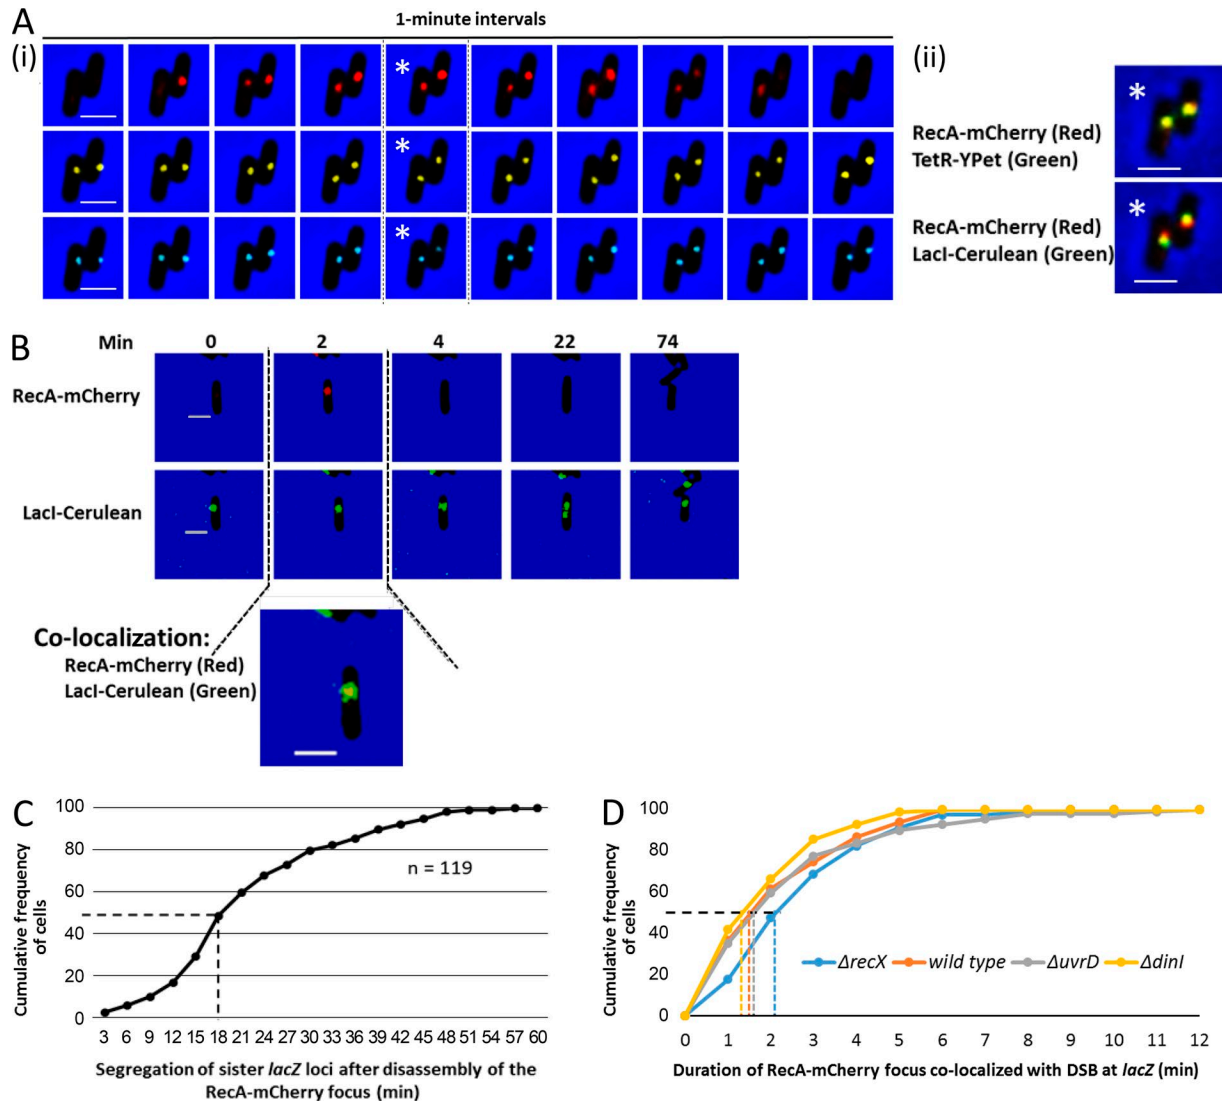 A
1-minute intervals
(i)
(ii)
*
*
*
RecA-mCherry (Red)
TetR-YPet (Green)
*
RecA-mCherry (Red)
LacI-Cerulean (Green)
*
B
Min 0 2 4 22 74
RecA-mCherry
LacI-Cerulean
Co-localization:
RecA-mCherry (Red)
LacI-Cerulean (Green)
C
100
80
60
40
20
0
n = 119
Cumulative frequency
of cells
3 6 9 12 15 18 21 24 27 30 33 36 39 42 45 48 51 54 57 60
Segregation of sister lacZ loci after disassembly of the
RecA-mCherry focus (min)
D
100
80
60
40
20
0
Cumulative frequency
of cells
ΔrecX wild type ΔuvrD ΔdinI
0 1 2 3 4 5 6 7 8 9 10 11 12
Duration of RecA-mCherry focus co-localized with DSB at lacZ (min)